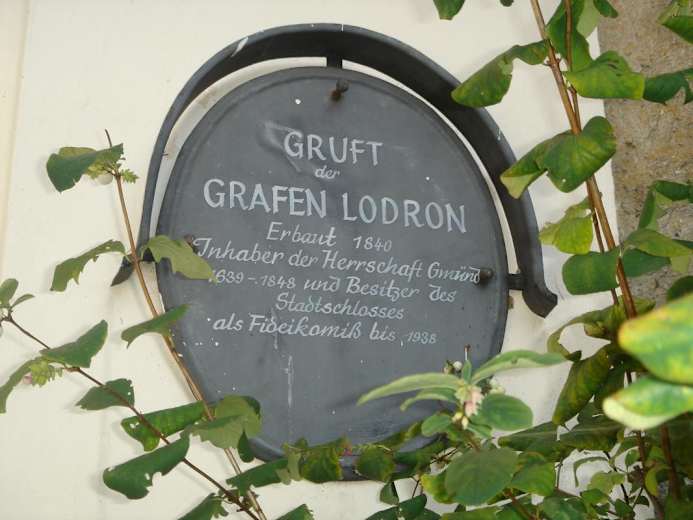 GRUFT
der
GRAFEN LODRON
Erbaut 1840
Inhaber der Herrschaft Gmünd
1639-1848 und Besitzer des
Stadtschlosses
als Fideikomiß bis 1938